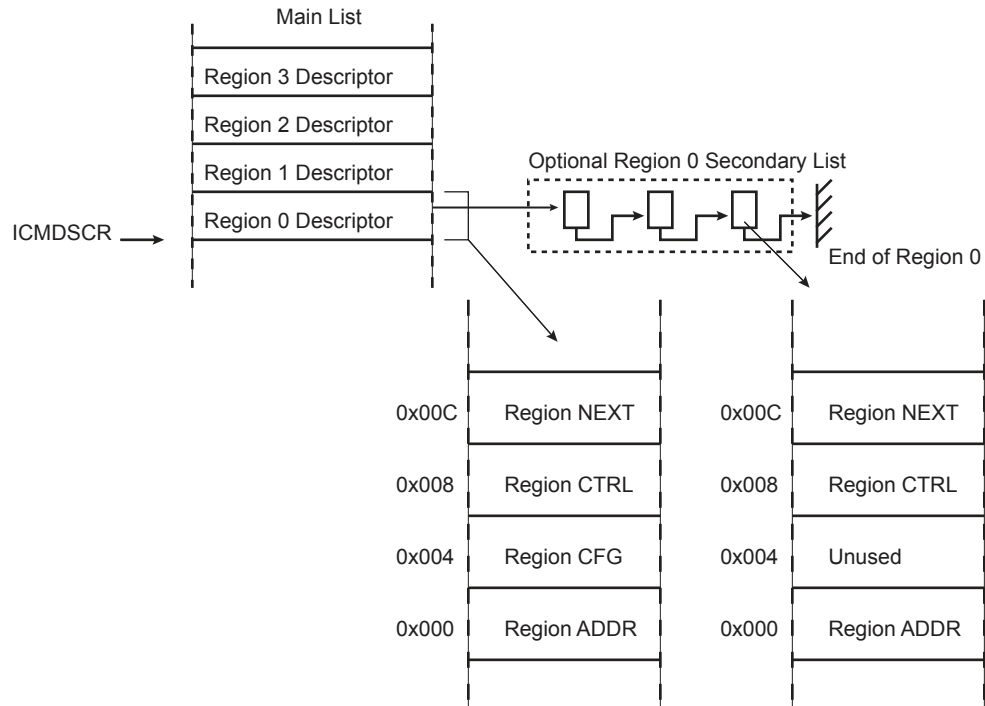 Main List
Region 3 Descriptor
Region 2 Descriptor
Region 1 Descriptor
Region 0 Descriptor
ICMDSCR
Optional Region 0 Secondary List
End of Region 0
0x00C Region NEXT
0x008 Region CTRL
0x004 Region CFG
0x000 Region ADDR
0x00C Region NEXT
0x008 Region CTRL
0x004 Unused
0x000 Region ADDR